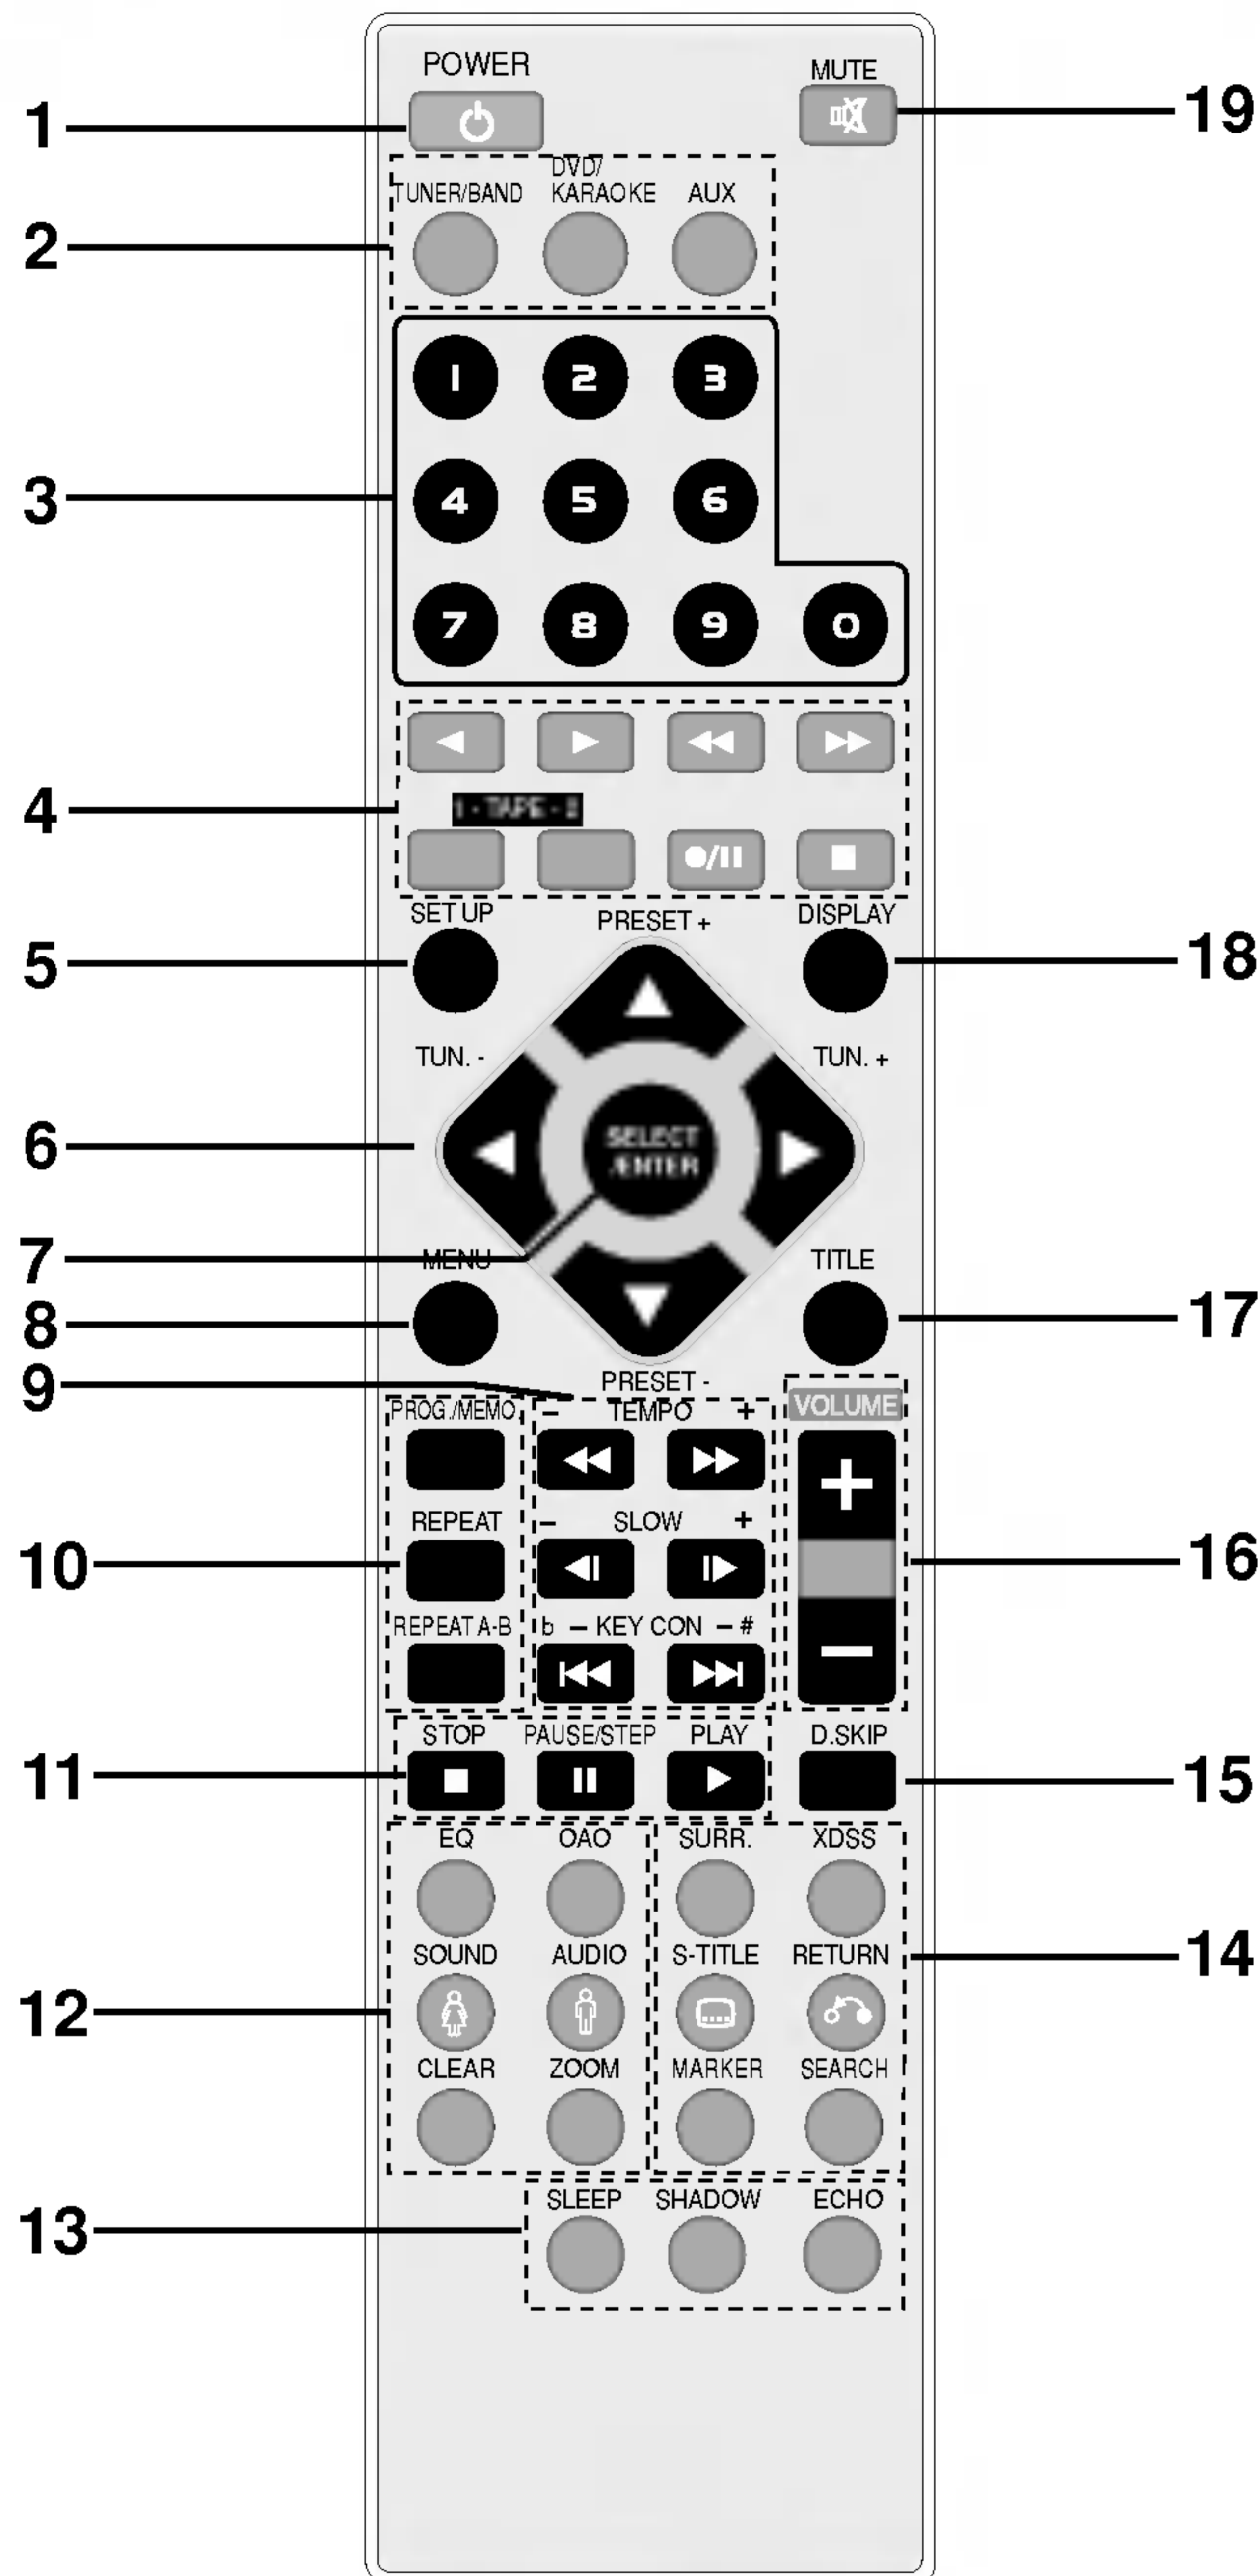 POWER
MUTE
1
19
TUNER/BAND
DVD/
KARAOKE
AUX
2
1 2 3
3
4 5 6
7 8 9 0
4
1 - TAPE - 2
SET UP
PRESET +
DISPLAY
5
18
TUN. -
TUN. +
6
SELECT
/ENTER
7
MENU
TITLE
8
17
9
PRESET -
PROG./MEMO
– TEMPO +
VOLUME
+
REPEAT
– SLOW +
10
16
REPEAT A-B
b – KEY CON – #
–
STOP
PAUSE/STEP
PLAY
D.SKIP
11
15
EQ
OAO
SURR.
XDSS
SOUND
AUDIO
S-TITLE
RETURN
14
12
CLEAR
ZOOM
MARKER
SEARCH
13
SLEEP
SHADOW
ECHO